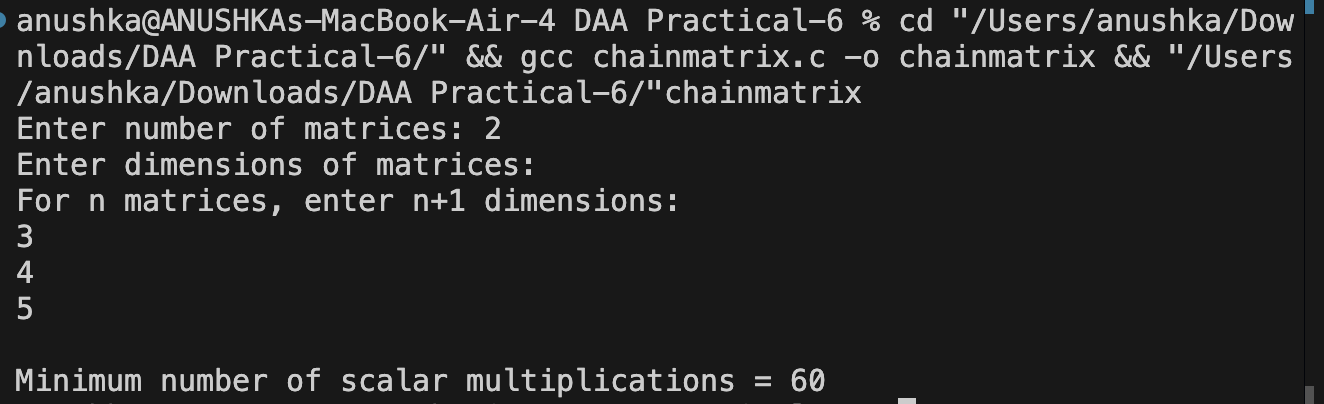 anushka@ANUSHKAs-MacBook-Air-4 DAA Practical-6 % cd "/Users/anushka/Dow
nloads/DAA Practical-6/" && gcc chainmatrix.c -o chainmatrix && "/Users
/anushka/Downloads/DAA Practical-6/"chainmatrix
Enter number of matrices: 2
Enter dimensions of matrices:
For n matrices, enter n+1 dimensions:
3
4
5

Minimum number of scalar multiplications = 60